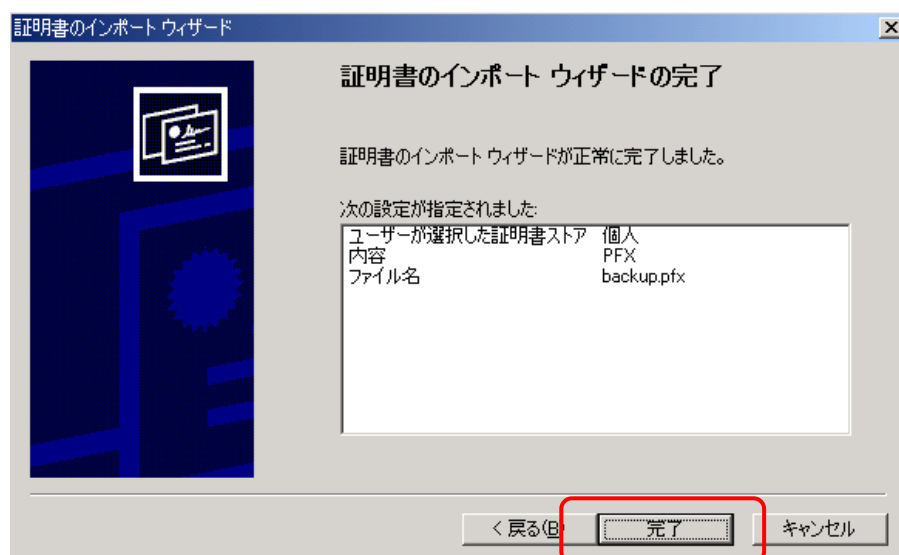 証明書のインポート ウィザード
証明書のインポート ウィザードの完了
証明書のインポート ウィザードが正常に完了しました。
次の設定が指定されました:
ユーザーが選択した証明書ストア 個人
内容 PFX
ファイル名 backup.pfx
< 戻る(B 完了 キャンセル